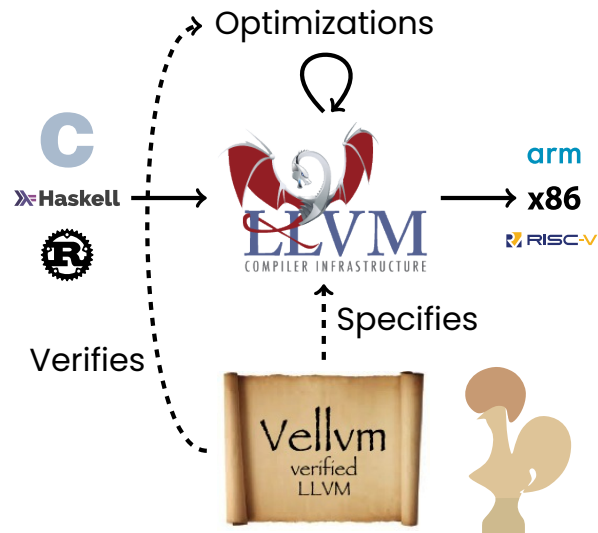 Optimizations
C
Haskell
R
LLVM
COMPILER INFRASTRUCTURE
arm
x86
RISC-V
Specifies
Verifies
Vellvm
verified
LLVM